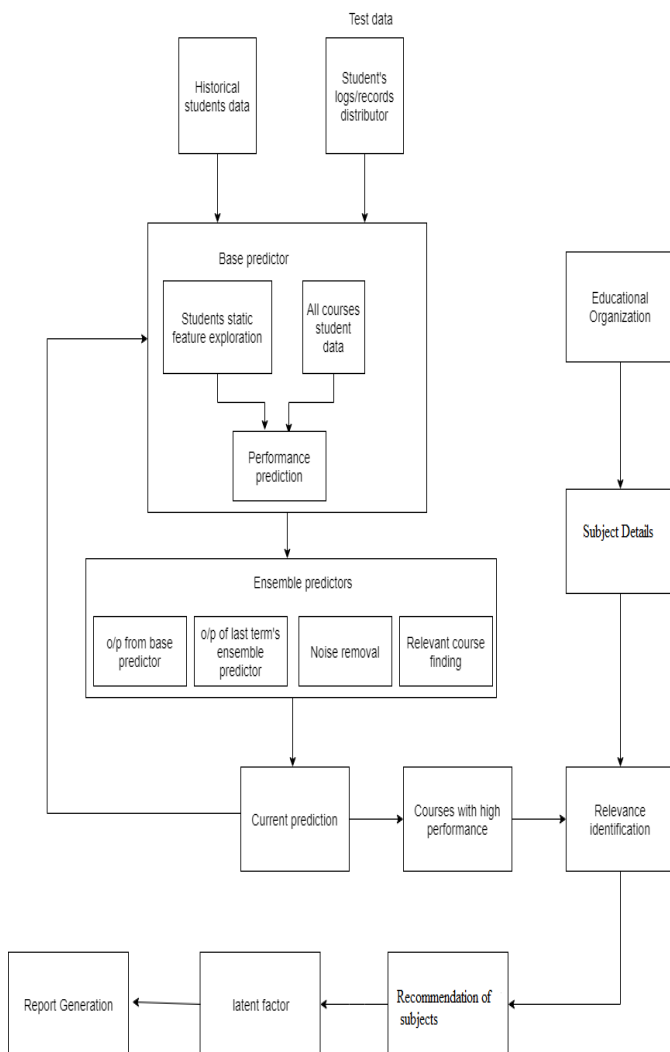 Test data
Historical
students data
Student's
logs/records
distributor
Base predictor
Students static
feature exploration
All courses
student
data
Performance
prediction
Educational
Organization
Subject Details
Ensemble predictors
o/p from base
predictor
o/p of last term's
ensemble
predictor
Noise removal
Relevant course
finding
Current prediction
Courses with high
performance
Relevance
identification
Report Generation
latent factor
Recommendation of
subjects